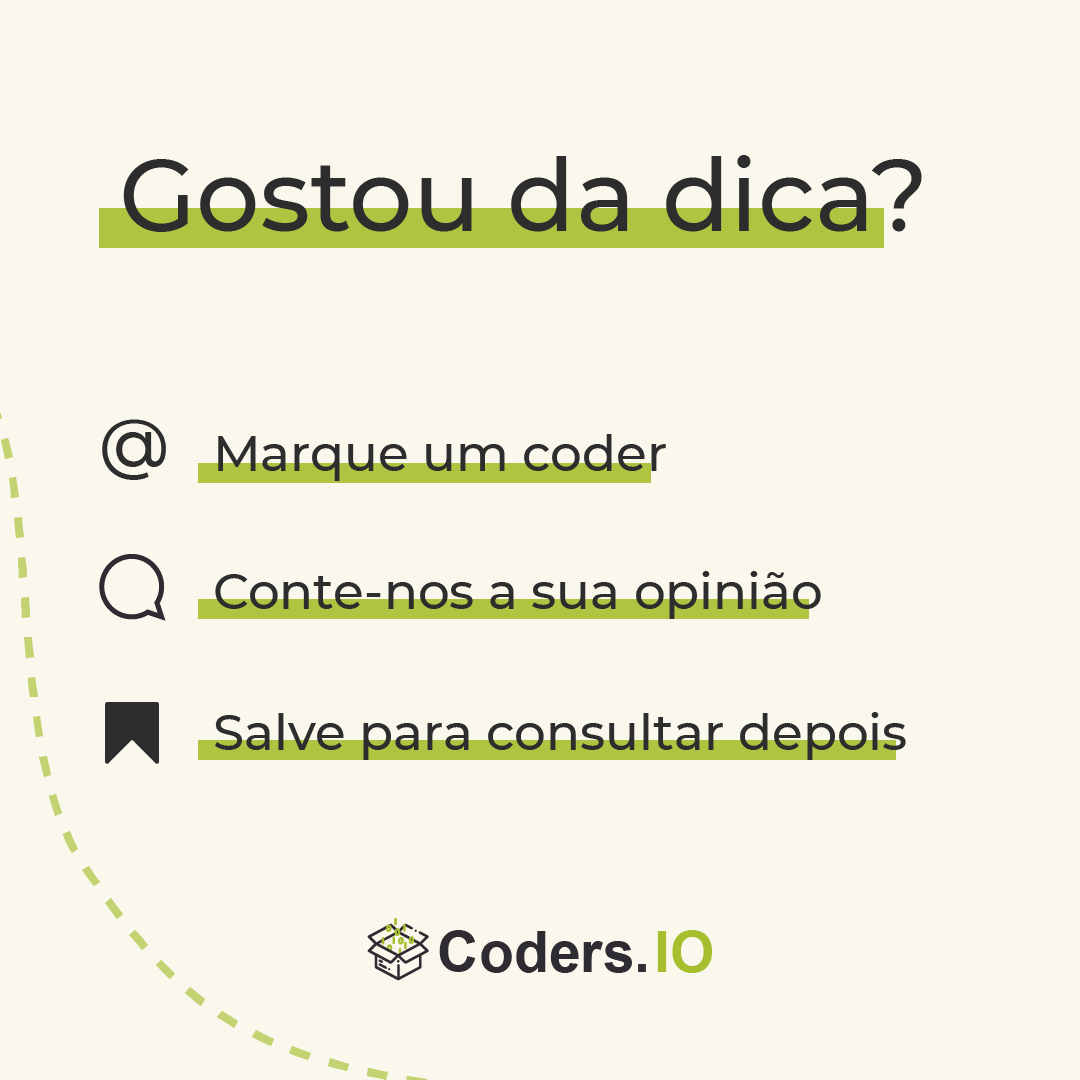 Gostou da dica?
@ Marque um coder
Conte-nos a sua opinião
Salve para consultar depois
Coders.IO